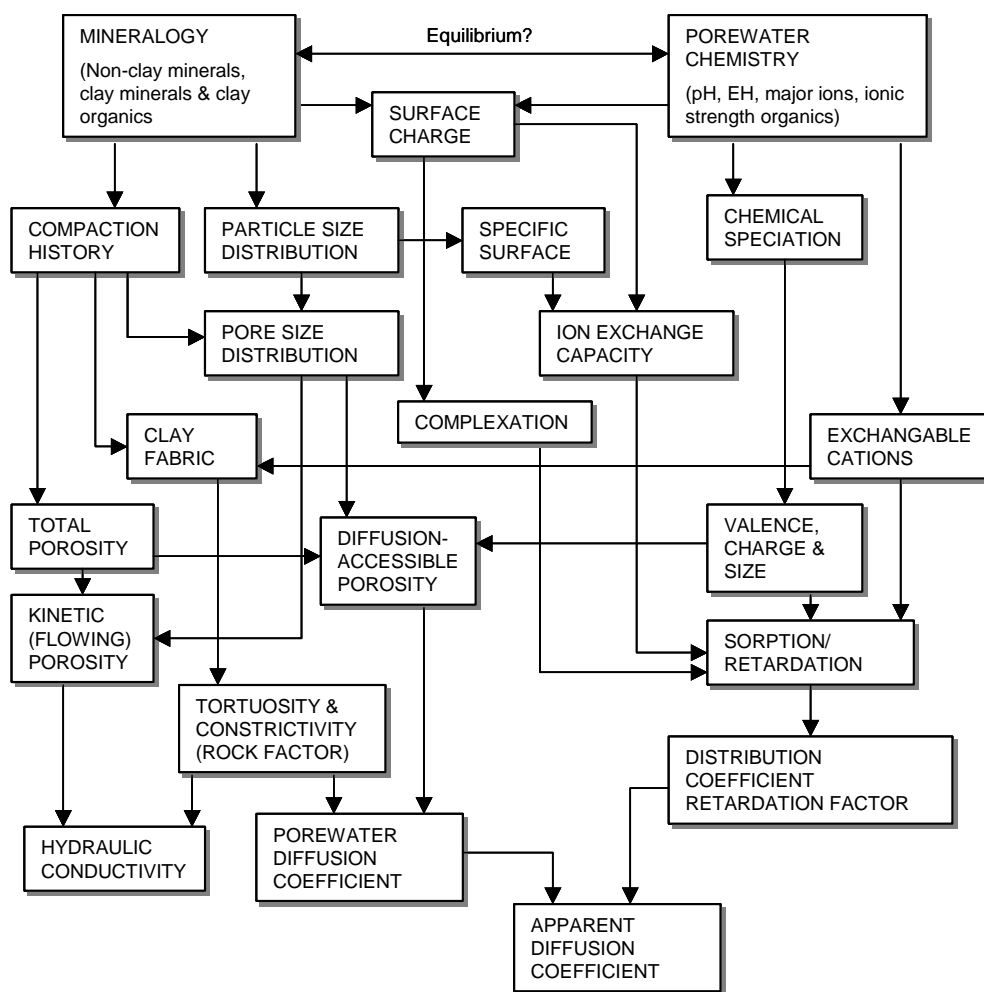 MINERALOGY
(Non-clay minerals,
clay minerals & clay
organics
Equilibrium?
POREWATER
CHEMISTRY
(pH, EH, major ions, ionic
strength organics)
SURFACE
CHARGE
COMPACTION
HISTORY
PARTICLE SIZE
DISTRIBUTION
SPECIFIC
SURFACE
CHEMICAL
SPECIATION
PORE SIZE
DISTRIBUTION
ION EXCHANGE
CAPACITY
COMPLEXATION
CLAY
FABRIC
EXCHANGABLE
CATIONS
TOTAL
POROSITY
DIFFUSION-
ACCESSIBLE
POROSITY
VALENCE,
CHARGE &
SIZE
KINETIC
(FLOWING)
POROSITY
SORPTION/
RETARDATION
TORTUOSITY &
CONSTRICTIVITY
(ROCK FACTOR)
DISTRIBUTION
COEFFICIENT
RETARDATION FACTOR
HYDRAULIC
CONDUCTIVITY
POREWATER
DIFFUSION
COEFFICIENT
APPARENT
DIFFUSION
COEFFICIENT